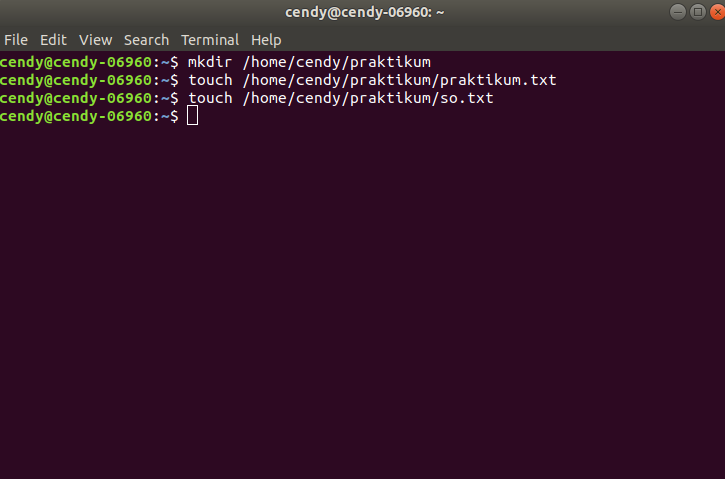 cendy@cendy-06960: ~
File Edit View Search Terminal Help
cendy@cendy-06960:~$ mkdir /home/cendy/praktikum
cendy@cendy-06960:~$ touch /home/cendy/praktikum/praktikum.txt
cendy@cendy-06960:~$ touch /home/cendy/praktikum/so.txt
cendy@cendy-06960:~$